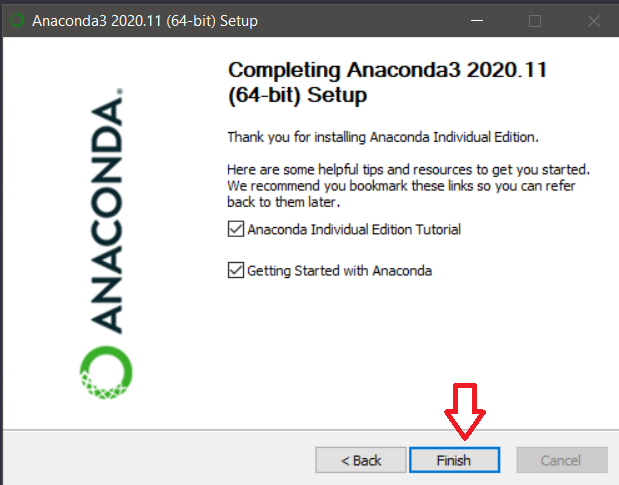 Anaconda3 2020.11 (64-bit) Setup
Completing Anaconda3 2020.11
(64-bit) Setup
Thank you for installing Anaconda Individual Edition.
Here are some helpful tips and resources to get you started.
We recommend you bookmark these links so you can refer
back to them later.
Anaconda Individual Edition Tutorial
Getting Started with Anaconda
ANACONDA.
< Back
Finish
Cancel